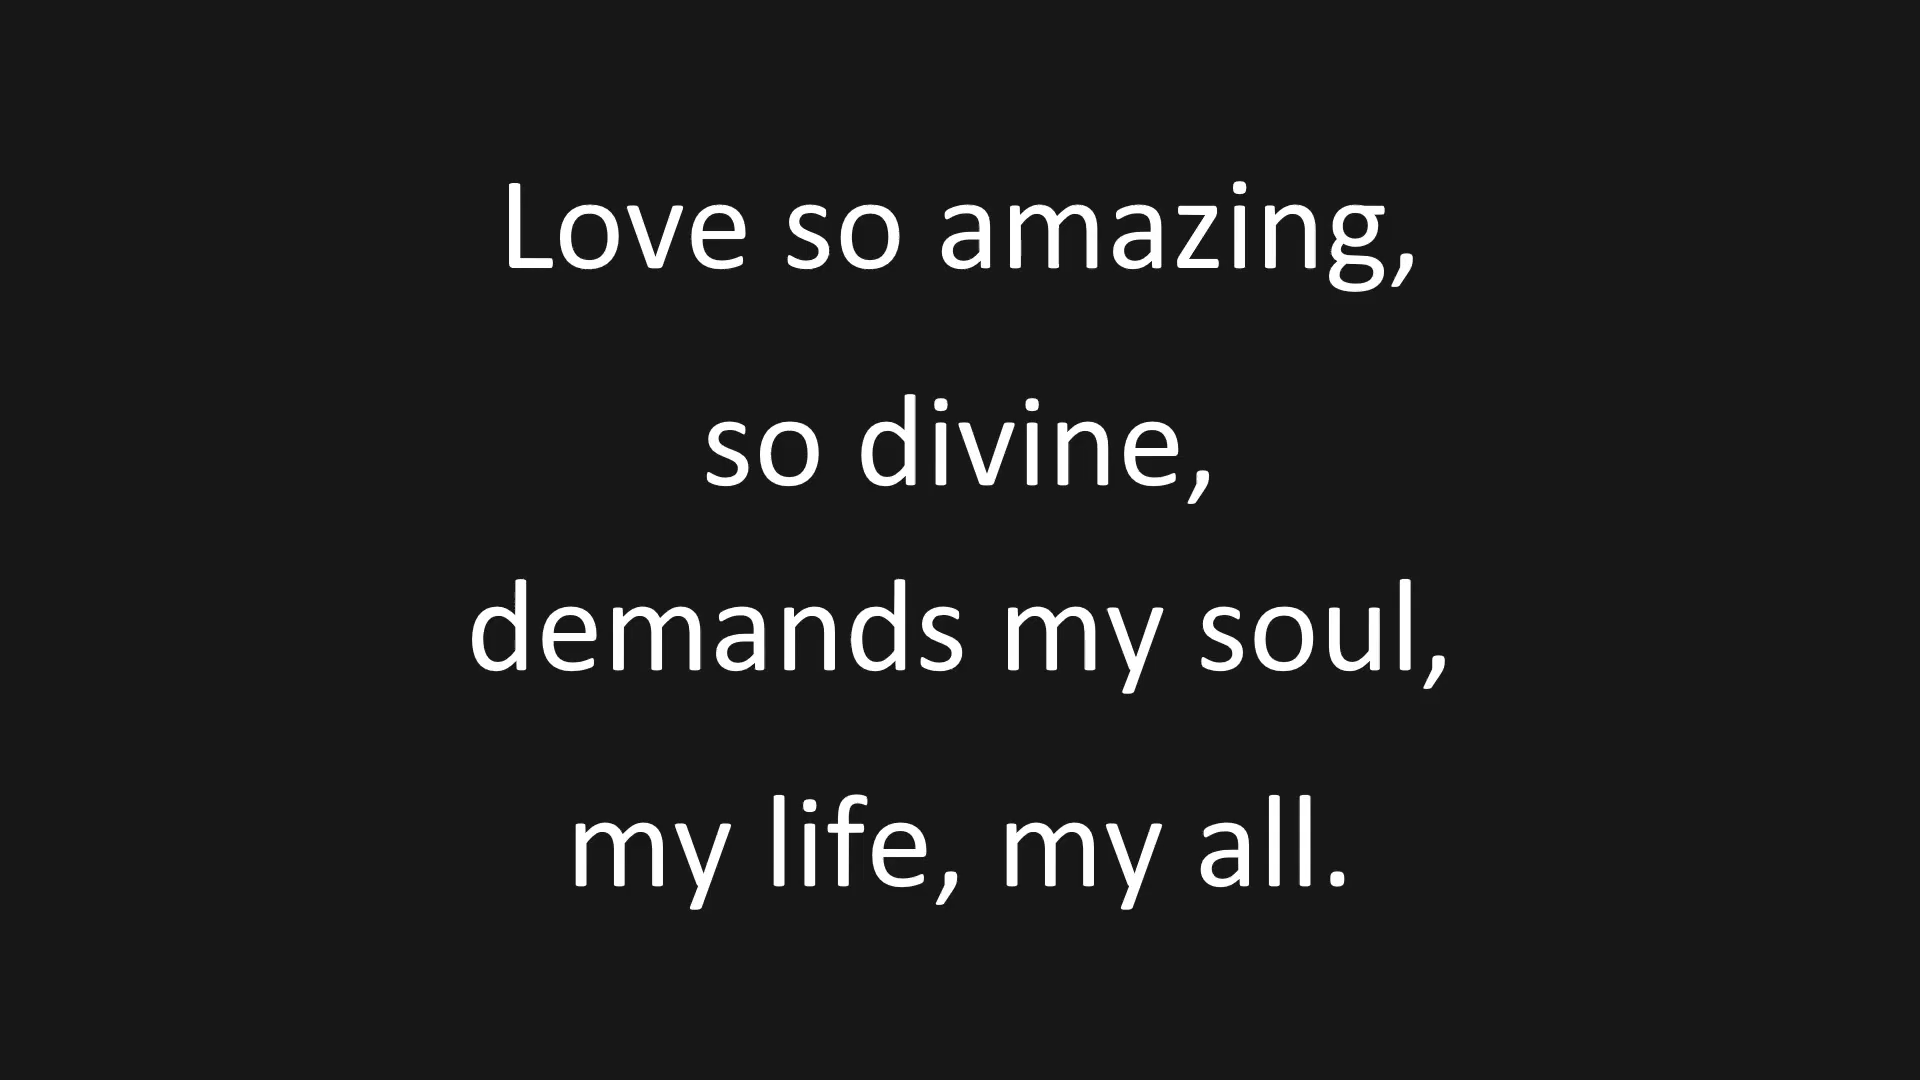 Love so amazing,
so divine,
demands my soul,
my life, my all.